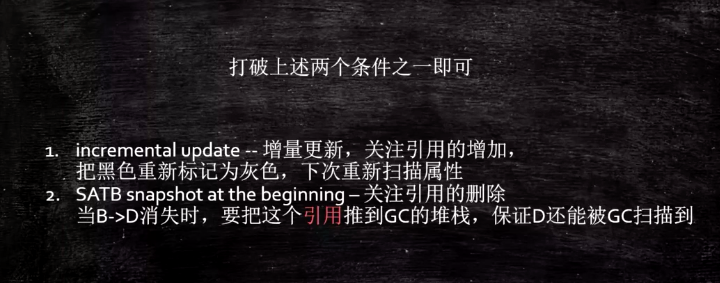 打破上述两个条件之一即可
1. incremental update -- 增量更新，关注引用的增加，
把黑色重新标记为灰色，下次重新扫描属性
2. SATB snapshot at the beginning – 关注引用的删除
当B->D消失时，要把这个引用推到GC的堆栈，保证D还能被GC扫描到